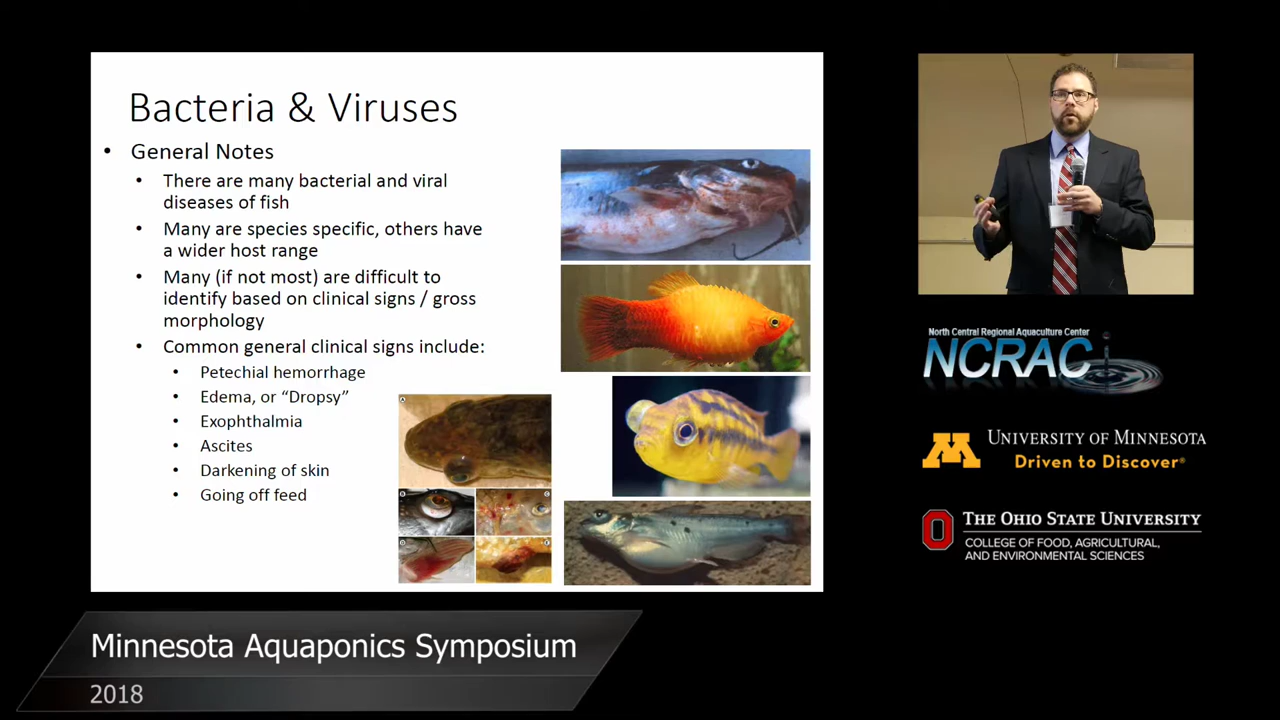 Bacteria & Viruses
• General Notes
• There are many bacterial and viral
diseases of fish
• Many are species specific, others have
a wider host range
• Many (if not most) are difficult to
identify based on clinical signs / gross
morphology
• Common general clinical signs include:
• Petechial hemorrhage
• Edema, or “Dropsy”
• Exophthalmia
• Ascites
• Darkening of skin
• Going off feed
North Central Regional Aquaculture Center
NCRAC
M
UNIVERSITY OF MINNESOTA
Driven to Discover®
O
THE OHIO STATE UNIVERSITY
COLLEGE OF FOOD, AGRICULTURAL,
AND ENVIRONMENTAL SCIENCES
Minnesota Aquaponics Symposium
2018